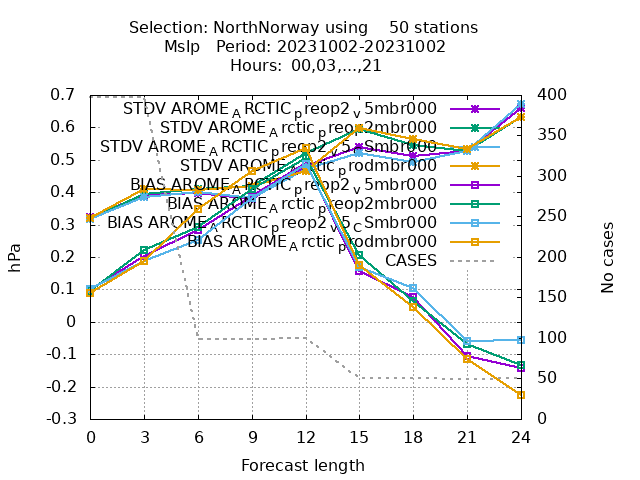 Selection: NorthNorway using    50 stations
Mslp   Period: 20231002-20231002
Hours: 00,03,...,21
0.7
0.6
0.5
0.4
0.3
0.2
0.1
0
-0.1
-0.2
-0.3
hPa
STDV AROME_ARCTIC_preop2_v5mbr000
STDV AROME_Arctic_preop2mbr000
STDV AROME_ARCTIC_preop2_v5_CSmbr000
STDV AROME_Arctic_prodmbr000
BIAS AROME_ARCTIC_preop2_v5mbr000
BIAS AROME_Arctic_preop2mbr000
BIAS AROME_ARCTIC_preop2_v5_CSmbr000
BIAS AROME_Arctic_prodmbr000
CASES
400
350
300
250
200
150
100
50
0
No cases
0 3 6 9 12 15 18 21 24
Forecast length